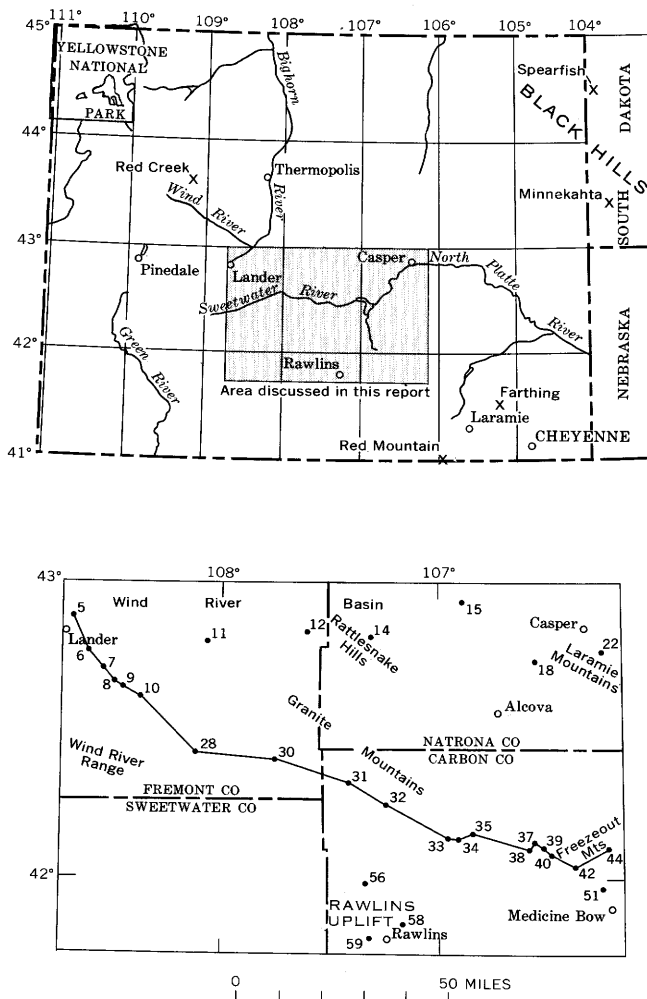 45°
111°
110°
109°
108°
107°
106°
105°
104°
YELLOWSTONE
NATIONAL
PARK
Bighorn
River
Spearfish
BLACK HILLS
SOUTH DAKOTA
44°
Red Creek
Thermopolis
Wind River
Minnekahta
43°
Pinedale
Lander
Casper
North Platte River
Sweetwater River
Green River
NEBRASKA
42°
Rawlins
Area discussed in this report
Farthing
Laramie
CHEYENNE
Red Mountain
41°
43°
108°
107°
Wind River Basin
5
Lander
6
7
8
9
10
11
12
14
Rattlesnake
Hills
15
Casper
22
18
Laramie
Mountains
Alcova
Granite
Mountains
28
30
Wind River
Range
NATRONA CO
CARBON CO
FREMONT CO
SWEETWATER CO
31
32
33
34
35
37
38
39
40
Freezeout
Mts
42
44
42°
56
51
RAWLINS
UPLIFT
58
59
Rawlins
Medicine Bow
0 50 MILES